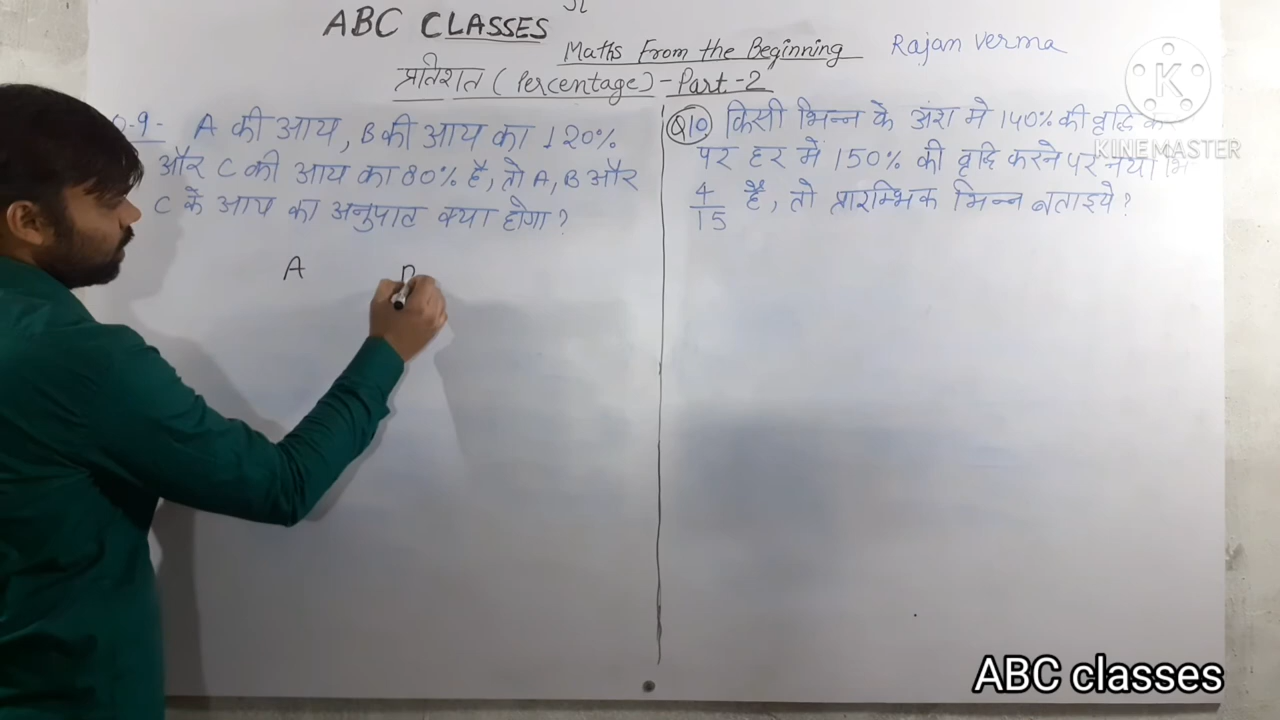 ABC CLASSES
Maths From the Beginning
Rajan Verma
प्रतिशत (Percentage) - Part-2
Q-9- A की आय, B की आय का 120%
और C की आय का 80% है, तो A, B और
C के आय का अनुपात क्या होगा?
A
Q10 किसी भिन्न के अंश मे 140% की वृद्धि
पर हर में 150% की वृद्धि करने पर नया
4/15 है, तो प्रारम्भिक भिन्न बताइये?
K
KINEMASTER
ABC classes